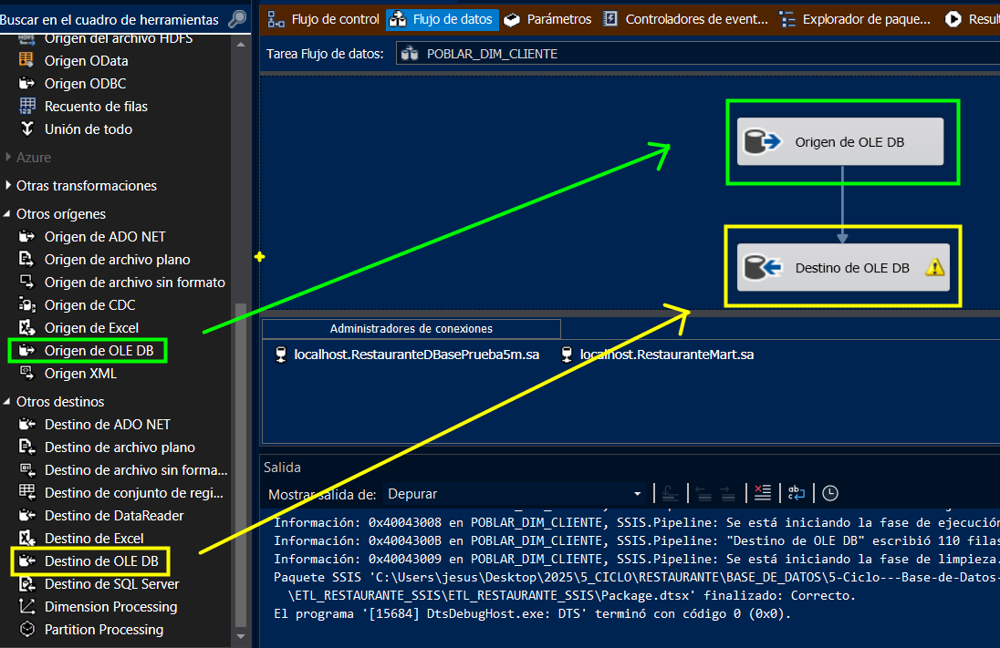 Buscar en el cuadro de herramientas
Origen del archivo HDFS
Origen OData
Origen ODBC
Recuento de filas
Unión de todo
Azure
Otras transformaciones
Otros orígenes
Origen de ADO NET
Origen de archivo plano
Origen de archivo sin formato
Origen de CDC
Origen de Excel
Origen de OLE DB
Origen XML
Otros destinos
Destino de ADO NET
Destino de archivo plano
Destino de archivo sin forma...
Destino de conjunto de regi...
Destino de DataReader
Destino de Excel
Destino de OLE DB
Destino de SQL Server
Dimension Processing
Partition Processing
Flujo de control Flujo de datos Parámetros Controladores de event... Explorador de paque... Resul
Tarea Flujo de datos: POBLAR_DIM_CLIENTE
Origen de OLE DB
Destino de OLE DB
Administradores de conexiones
localhost.RestauranteDBasePrueba5m.sa localhost.RestauranteMart.sa
Salida
Mostrar salida de: Depurar
Información: 0x40043008 en POBLAR_DIM_CLIENTE, SSIS.Pipeline: Se está iniciando la fase de ejecución
Información: 0x4004300B en POBLAR_DIM_CLIENTE, SSIS.Pipeline: "Destino de OLE DB" escribió 110 filas
Información: 0x40043009 en POBLAR_DIM_CLIENTE, SSIS.Pipeline: Se está iniciando la fase de limpieza.
Paquete SSIS 'C:\Users\jesus\Desktop\2025\5_CICLO\RESTAURANTE\BASE_DE_DATOS\5-Ciclo---Base-de-Datos-
\ETL_RESTAURANTE_SSIS\ETL_RESTAURANTE_SSIS\Package.dtsx' finalizado: Correcto.
El programa '[15684] DtsDebugHost.exe: DTS' terminó con código 0 (0x0).